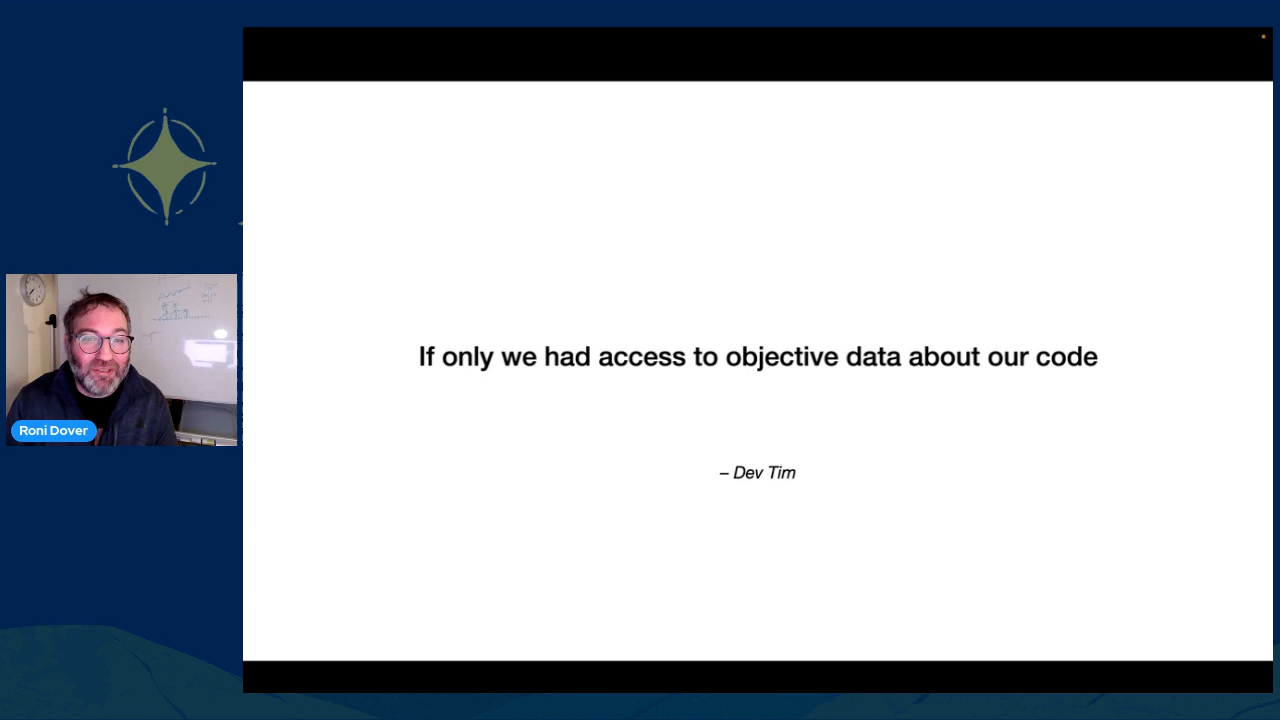 If only we had access to objective data about our code
– Dev Tim
Roni Dover